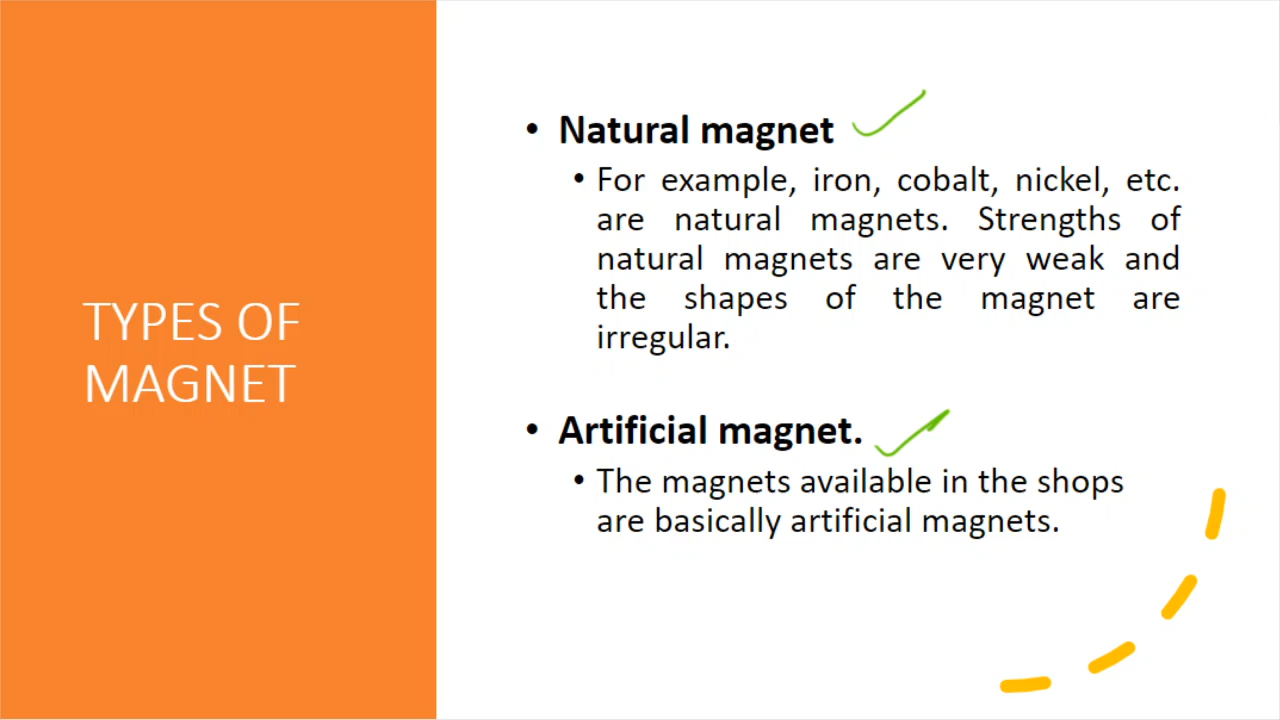 TYPES OF
MAGNET
• Natural magnet
• For example, iron, cobalt, nickel, etc.
are natural magnets. Strengths of
natural magnets are very weak and
the shapes of the magnet are
irregular.
• Artificial magnet.
• The magnets available in the shops
are basically artificial magnets.